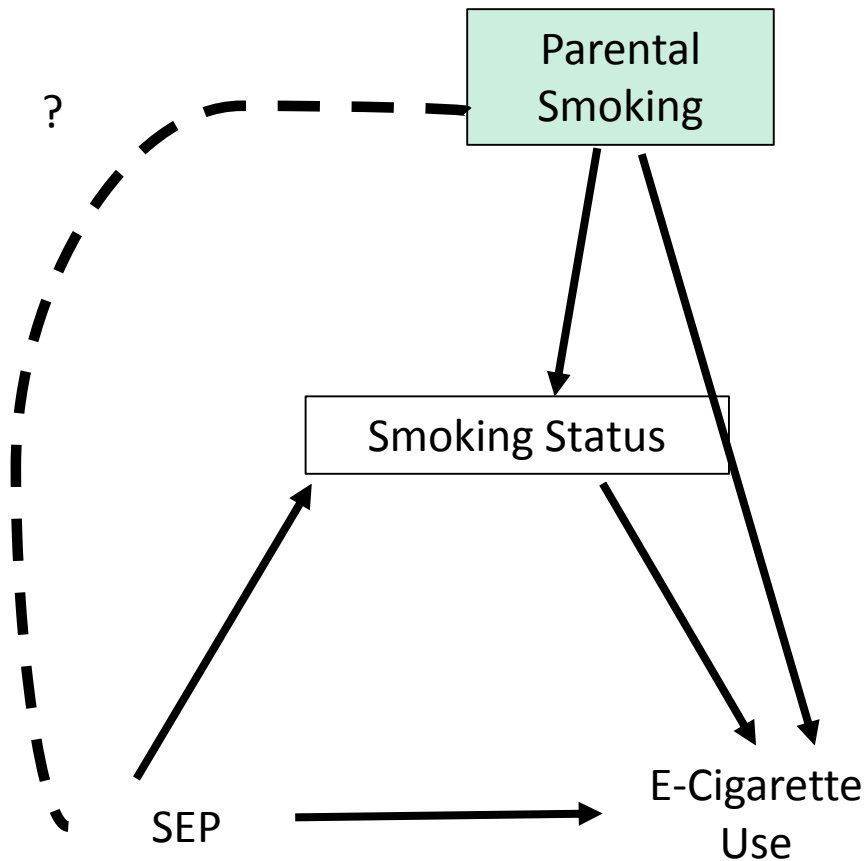 Parental
Smoking
?
Smoking Status
SEP
E-Cigarette
Use